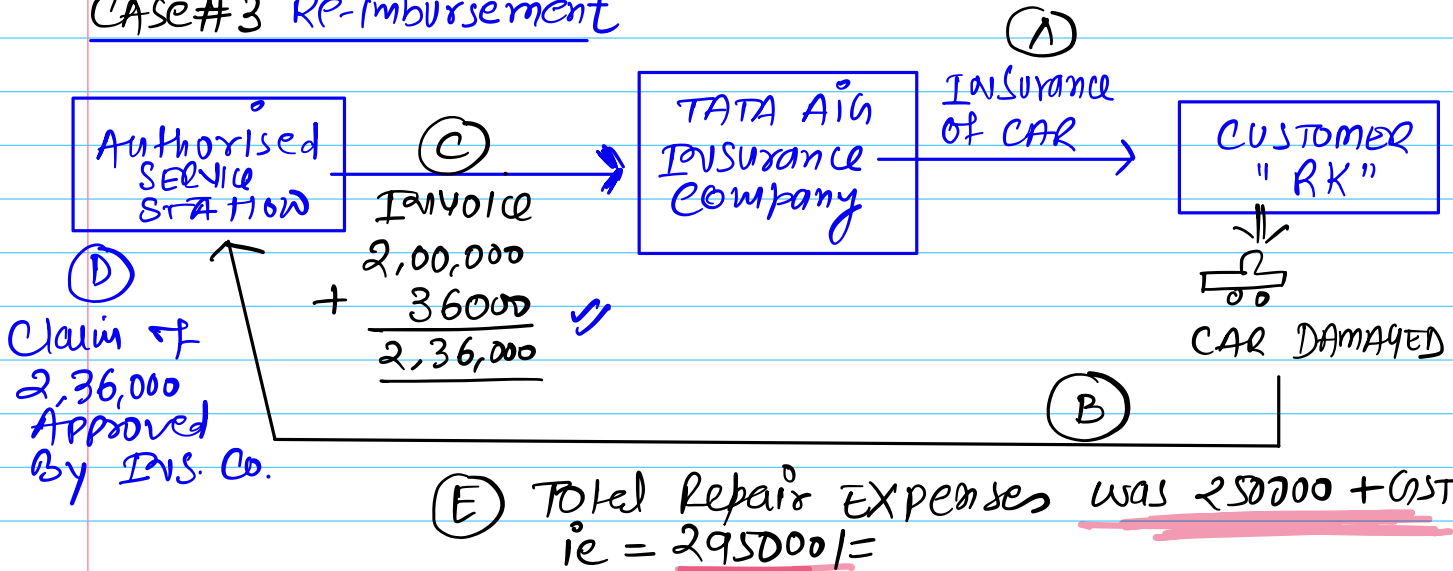 CASE#3 Re-imbursement
Authorised
SERVICE
STATION
C
INVOICE
2,00,000
+ 36000
2,36,000
TATA AIG
INSURANCE
Company
A
INSURANCE
OF CAR
CUSTOMER
"RK"
CAR DAMAGED
B
D
Claim of
2,36,000
Approved
By INS. Co.
E Total Repair EXPenses was 250000 + GST
ie = 295000/=